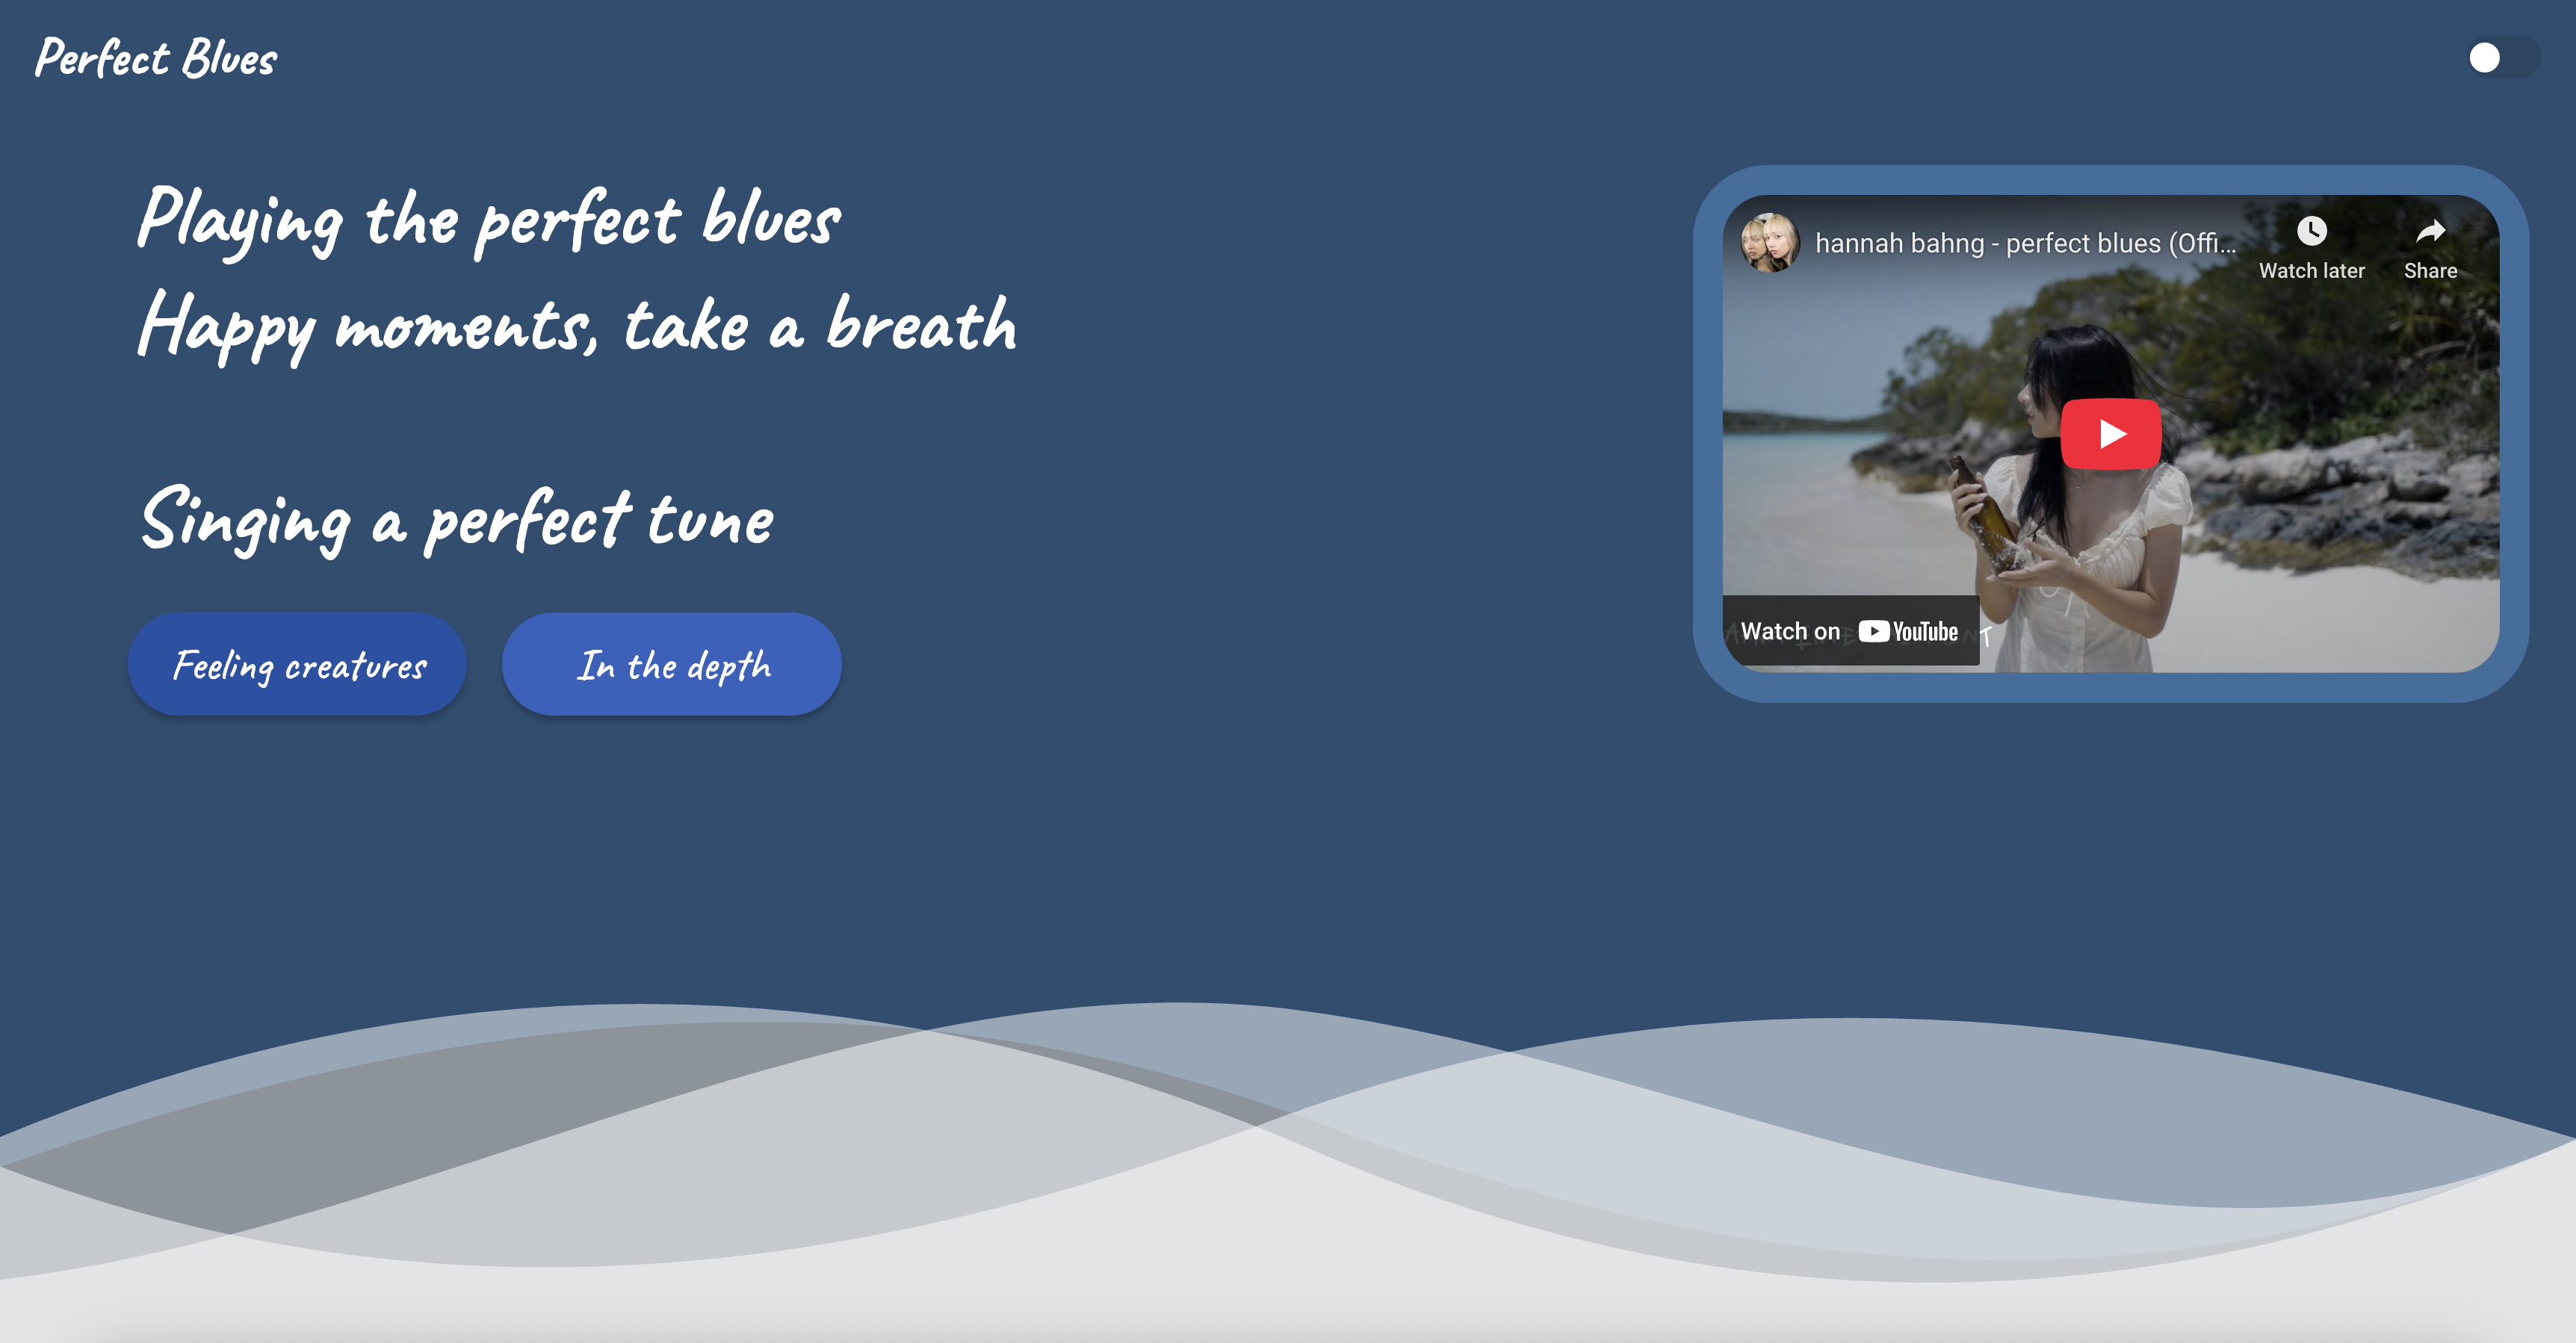 Perfect Blues
Playing the perfect blues
Happy moments, take a breath
Singing a perfect tune
Feeling creatures
In the depth
hannah bahng - perfect blues (Offi...
Watch later
Share
Watch on YouTube